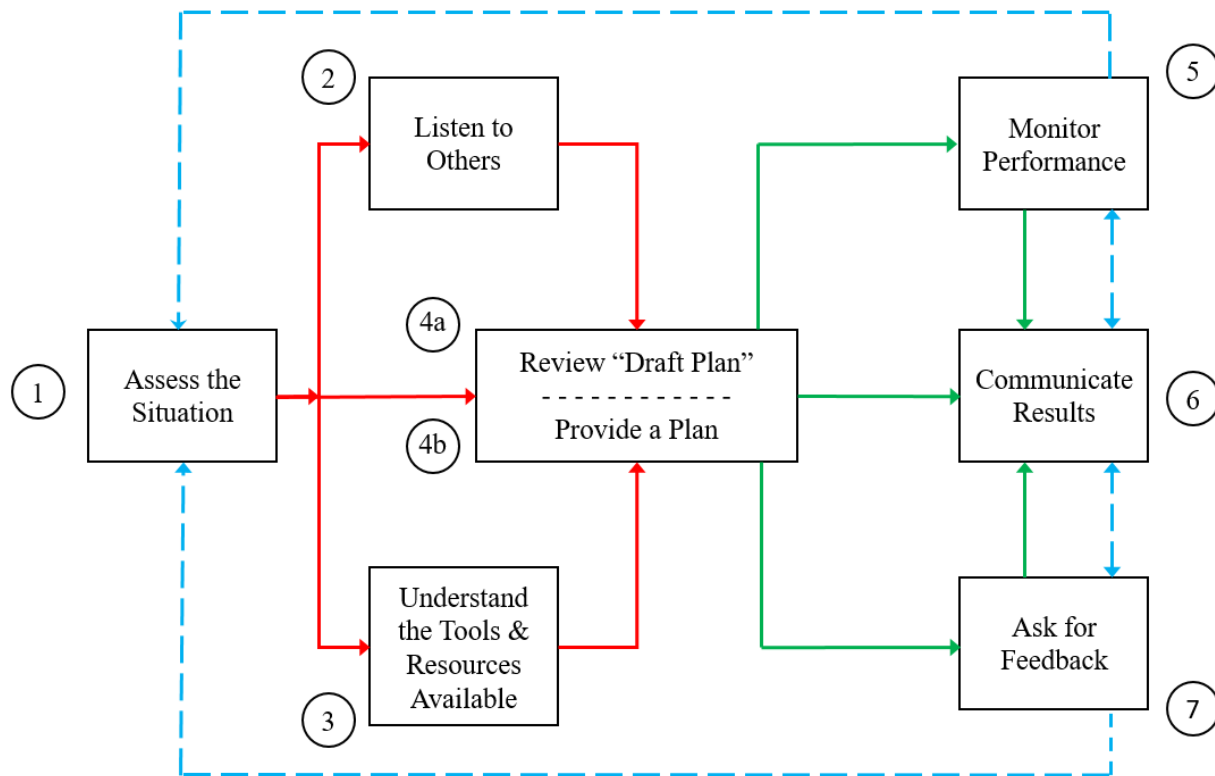 2
5
Listen to
Others
Monitor
Performance
4a
1
Assess the
Situation
Review “Draft Plan”
------------
Provide a Plan
Communicate
Results
6
4b
Understand
the Tools &
Resources
Available
3
Ask for
Feedback
7